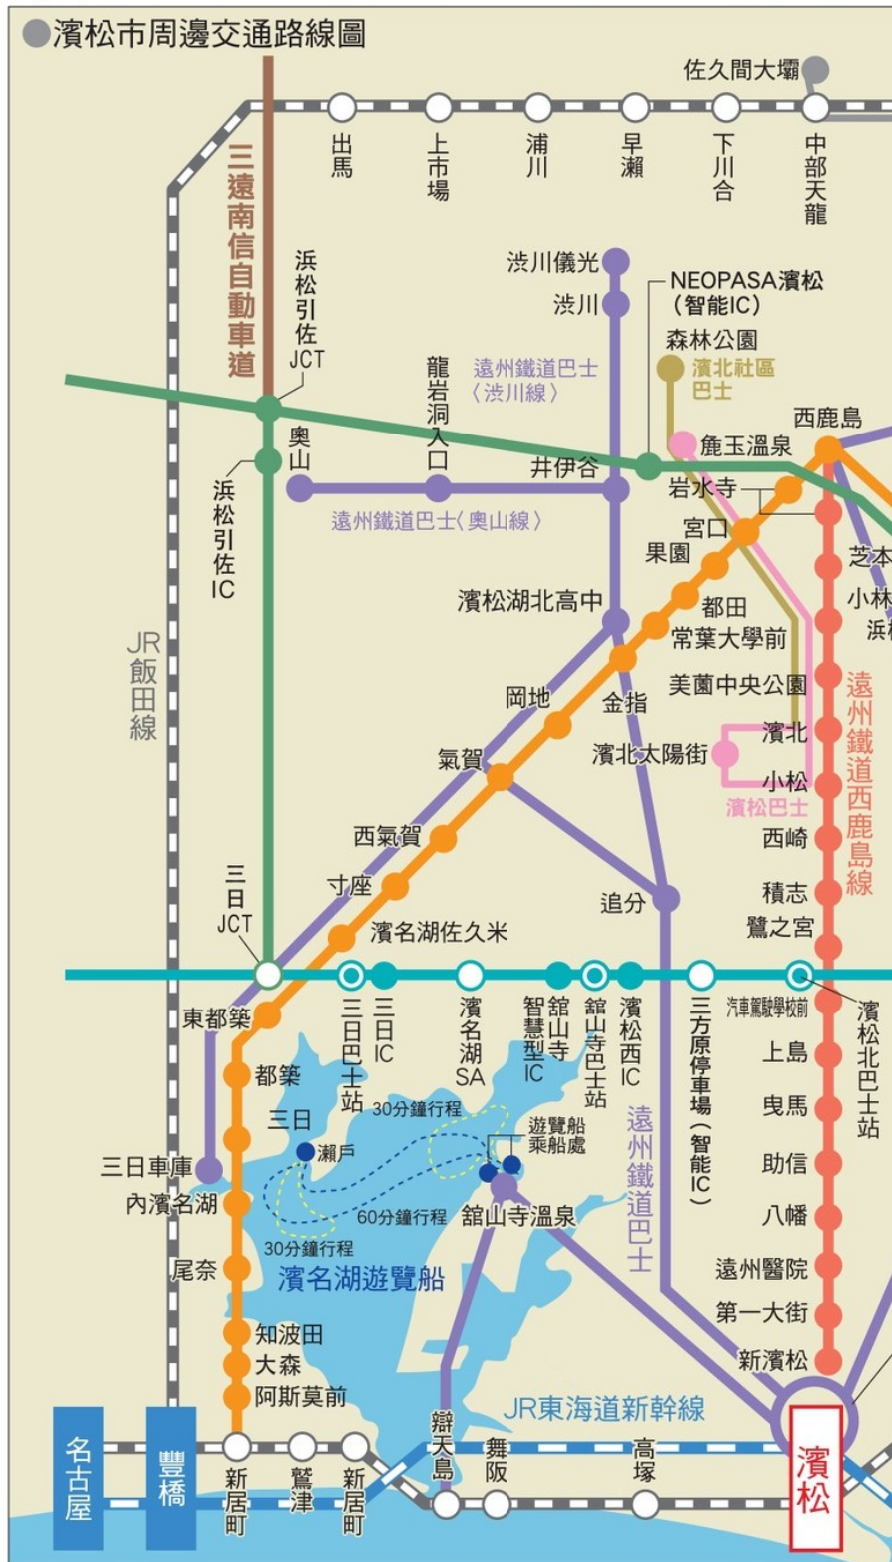 濱松市周邊交通路線圖
佐久間大壩
出馬
上市場
浦川
早瀨
下川合
中部天龍
三遠南信自動車道
浜松引佐
JCT
渋川儀光
渋川
NEOPASA濱松
（智能IC）
森林公園
濱北社區
巴士
遠州鐵道巴士
〈渋川線〉
龍岩洞入口
奧山
西鹿島
麁玉溫泉
井伊谷
岩水寺
浜松引佐
IC
遠州鐵道巴士〈奧山線〉
宮口
果園
芝本
濱松湖北高中
都田
小林
常葉大學前
浜松
JR飯田線
美薗中央公園
岡地
金指
遠州鐵道西鹿島線
氣賀
濱北太陽街
濱北
小松
濱松巴士
西氣賀
西崎
三日
JCT
寸座
追分
積志
濱名湖佐久米
鷺之宮
東都築
三日巴士站
三日IC
濱名湖SA
舘山寺
智慧型IC
舘山寺巴士站
濱松西IC
三方原停車場（智能IC）
汽車駕駛學校前
濱松北巴士站
都築
上島
三日
30分鐘行程
遊覽船
乘船處
遠州鐵道巴士
曳馬
瀨戶
三日車庫
助信
內濱名湖
60分鐘行程
舘山寺溫泉
八幡
30分鐘行程
尾奈
濱名湖遊覽船
遠州醫院
第一大街
知波田
大森
新濱松
阿斯莫前
JR東海道新幹線
名古屋
豐橋
新居町
鷲津
新居町
辯天島
舞阪
高塚
濱松